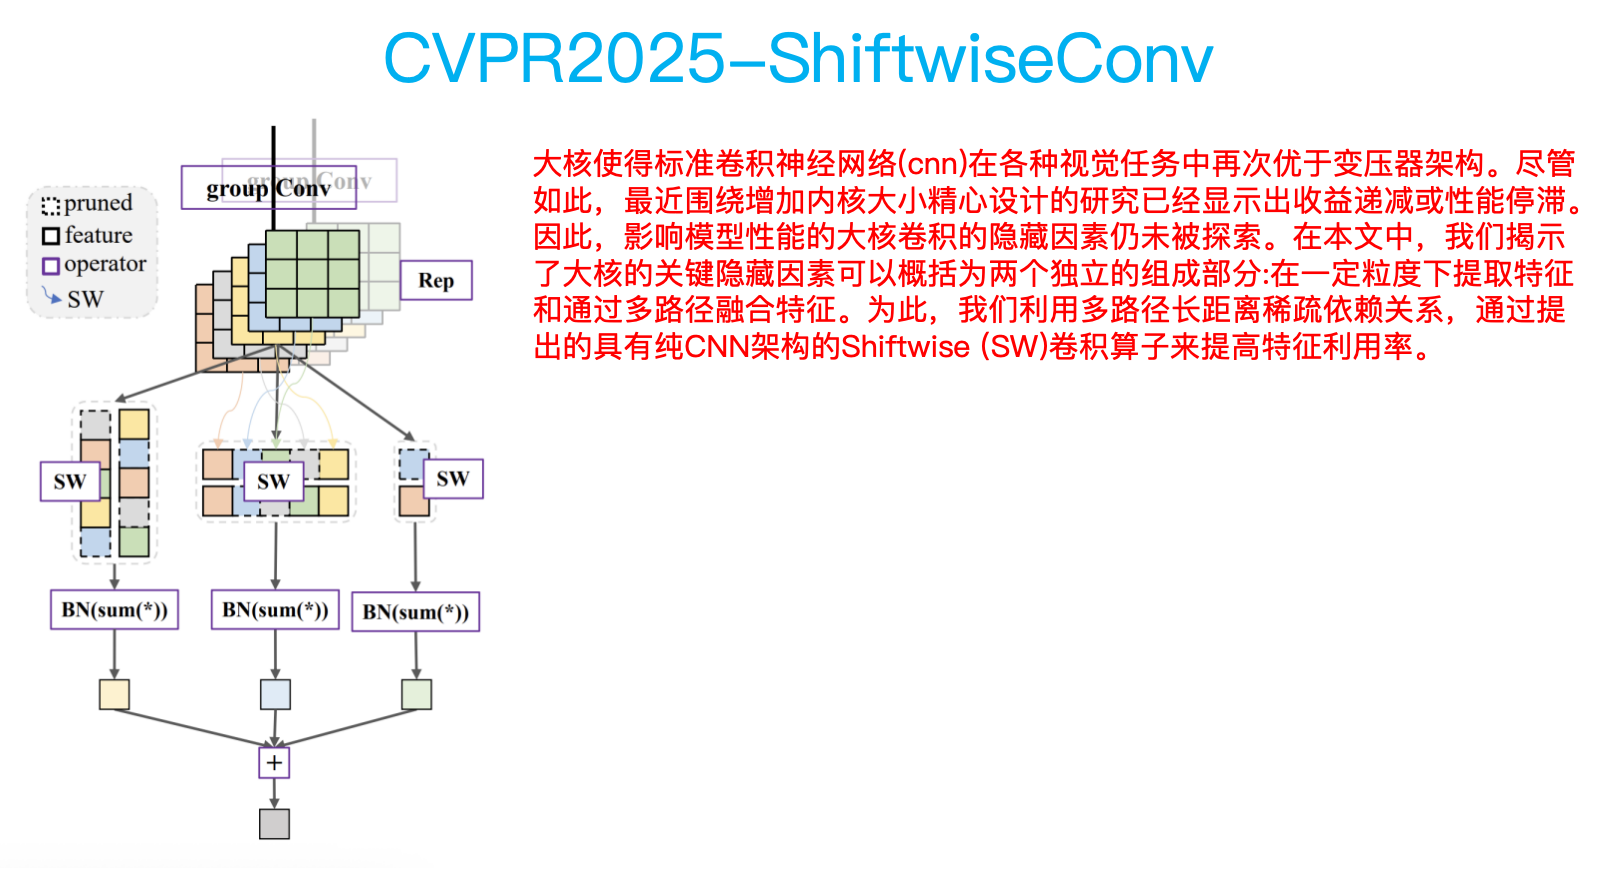 CVPR2025-ShiftwiseConv
group Conv
group Conv
pruned
feature
operator
SW
Rep
SW
SW
SW
BN(sum(*))
BN(sum(*))
BN(sum(*))
+
大核使得标准卷积神经网络(cnn)在各种视觉任务中再次优于变压器架构。尽管
如此，最近围绕增加内核大小精心设计的研究已经显示出收益递减或性能停滞。
因此，影响模型性能的大核卷积的隐藏因素仍未被探索。在本文中，我们揭示
了大核的关键隐藏因素可以概括为两个独立的组成部分:在一定粒度下提取特征
和通过多路径融合特征。为此，我们利用多路径长距离稀疏依赖关系，通过提
出的具有纯CNN架构的Shiftwise (SW)卷积算子来提高特征利用率。